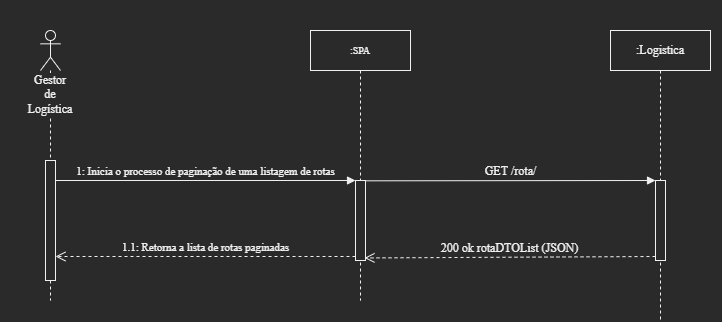 :SPA
:Logistica
Gestor
de
Logística
1: Inicia o processo de paginação de uma listagem de rotas
GET /rota/
1.1: Retorna a lista de rotas paginadas
200 ok rotaDTOList (JSON)